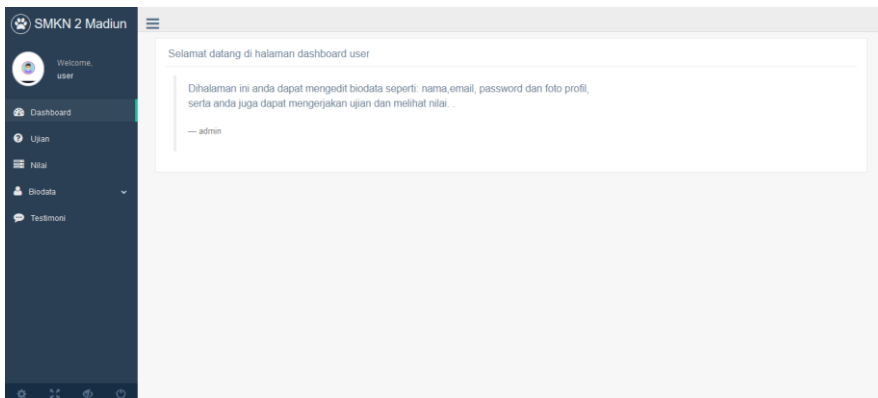 SMKN 2 Madiun
Welcome,
user
Dashboard
Ujian
Nilai
Biodata
Testimoni
Selamat datang di halaman dashboard user
Dihalaman ini anda dapat mengedit biodata seperti: nama,email, password dan foto profil,
serta anda juga dapat mengerjakan ujian dan melihat nilai. .
— admin